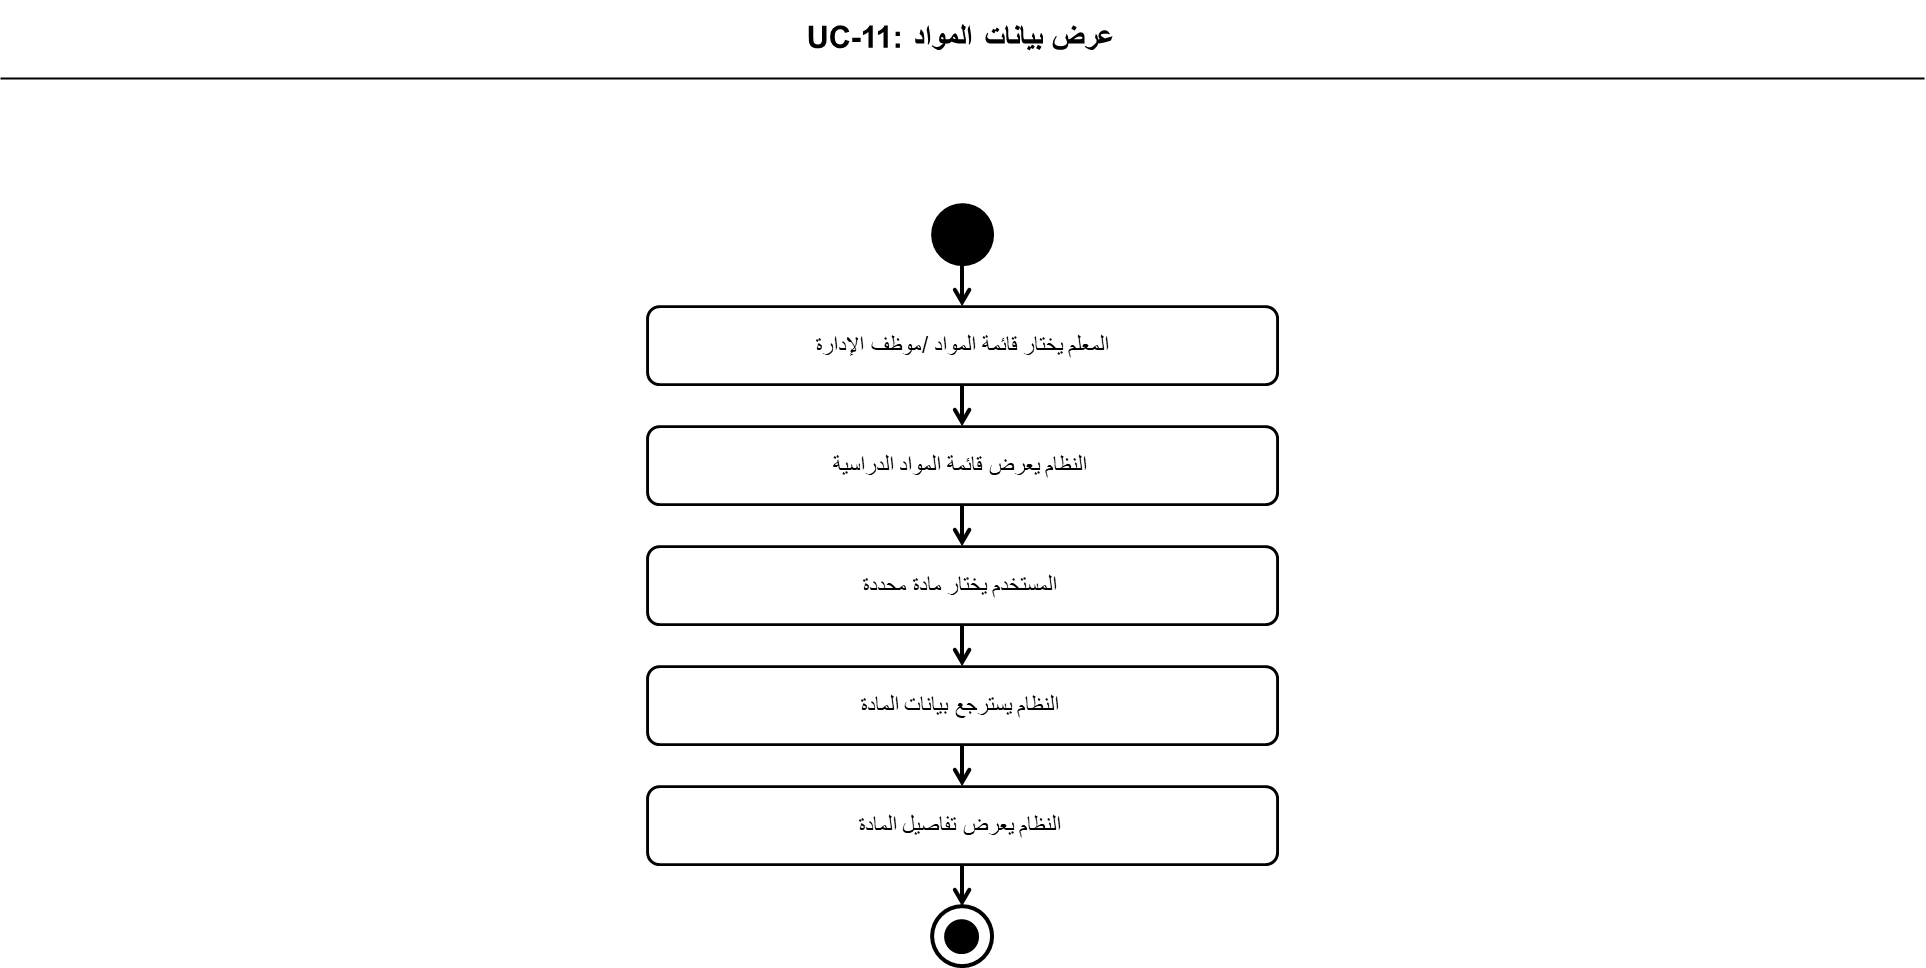 UC-11: عرض بيانات المواد
المعلم يختار قائمة المواد /موظف الإدارة
النظام يعرض قائمة المواد الدراسية
المستخدم يختار مادة محددة
النظام يسترجع بيانات المادة
النظام يعرض تفاصيل المادة